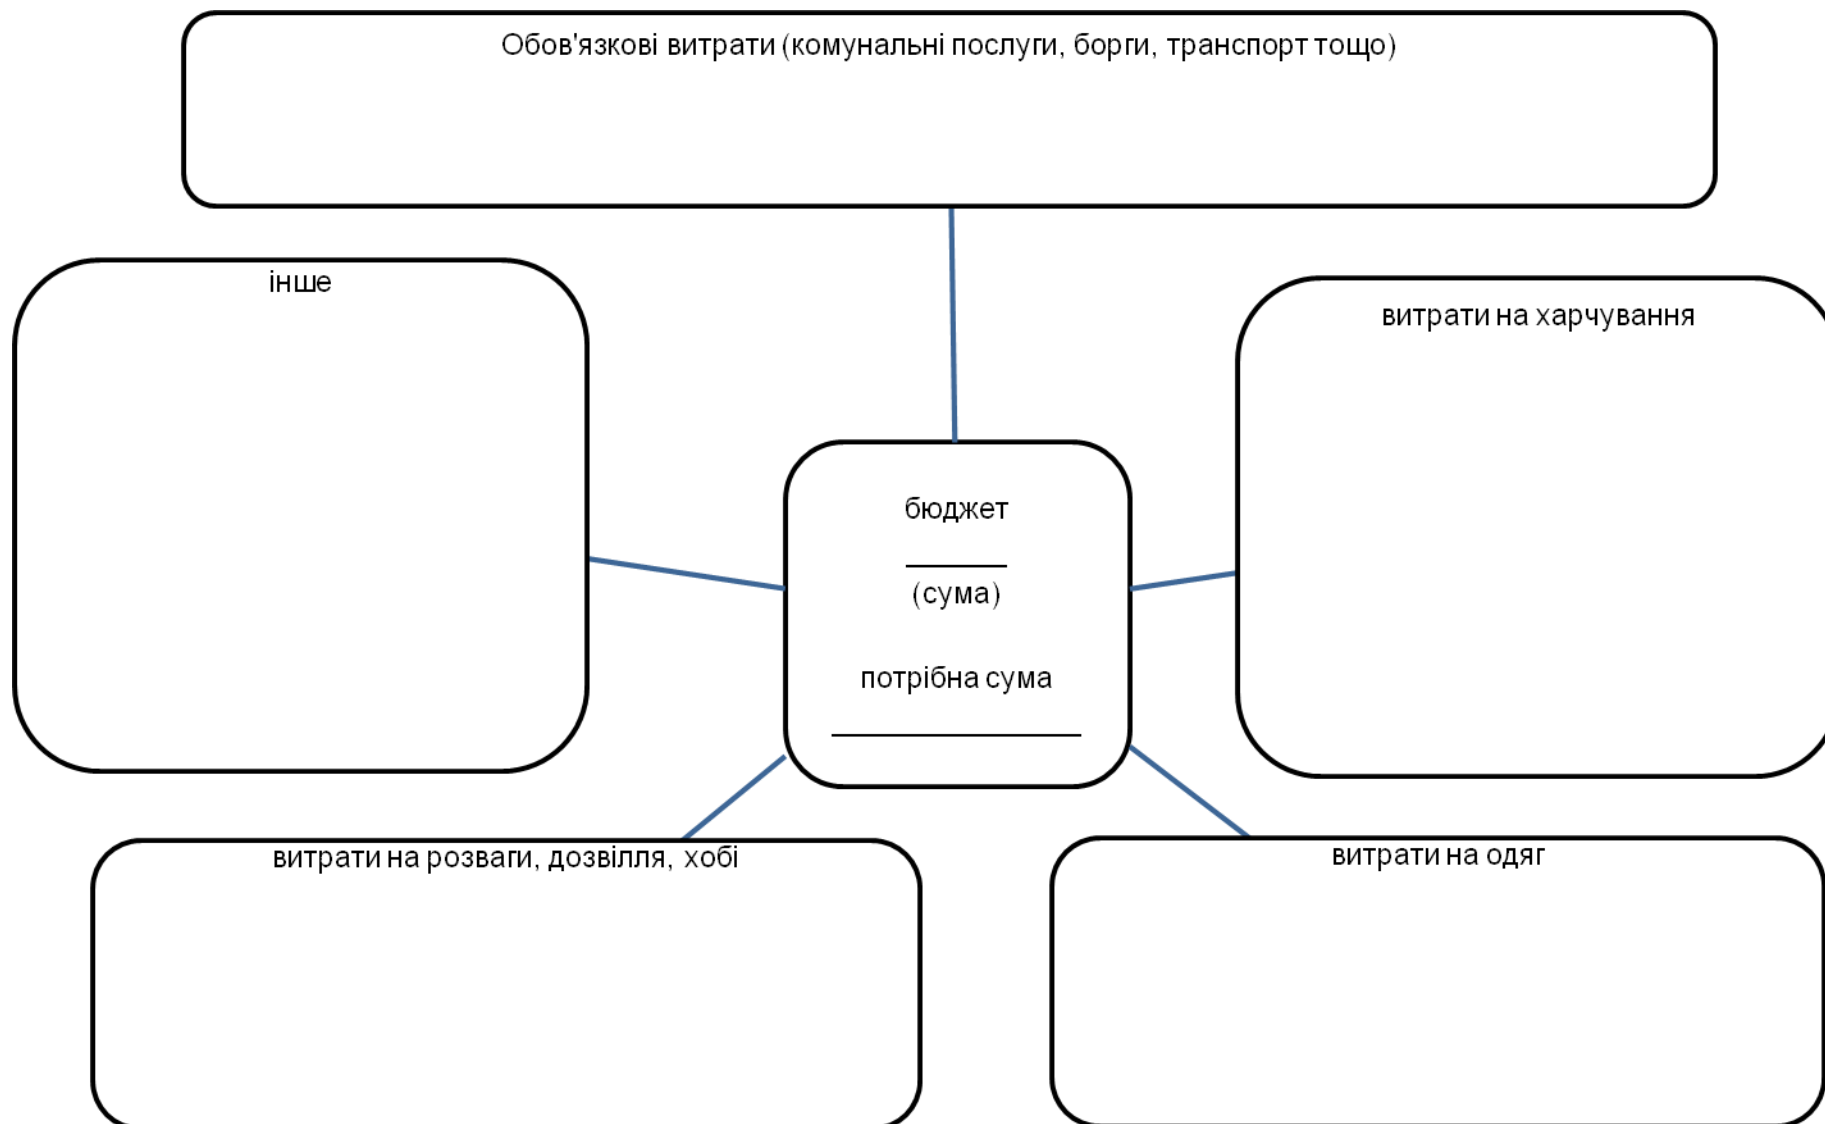 Обов'язкові витрати (комунальні послуги, борги, транспорт тощо)
інше
витрати на харчування
бюджет
(сума)
потрібна сума
витрати на розваги, дозвілля, хобі
витрати на одяг